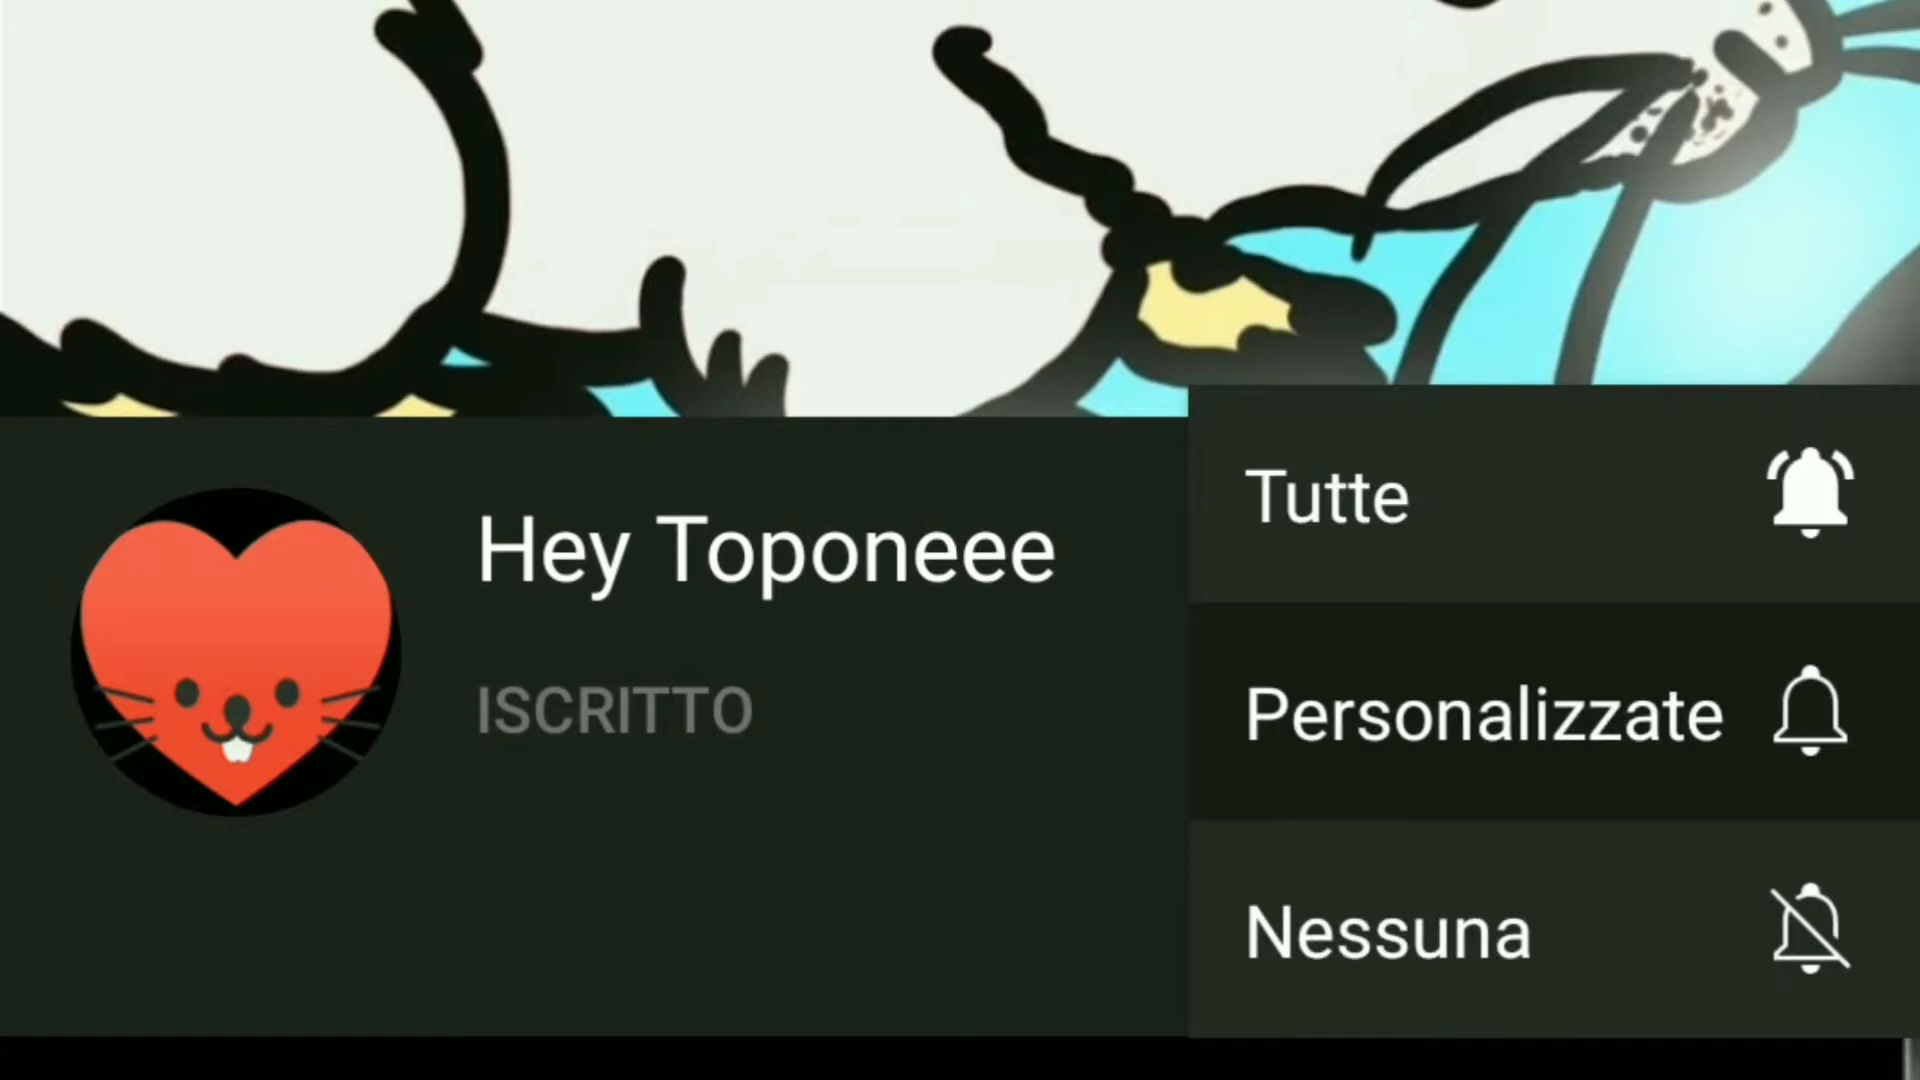 Hey Toponeee
ISCRITTO
Tutte
Personalizzate
Nessuna